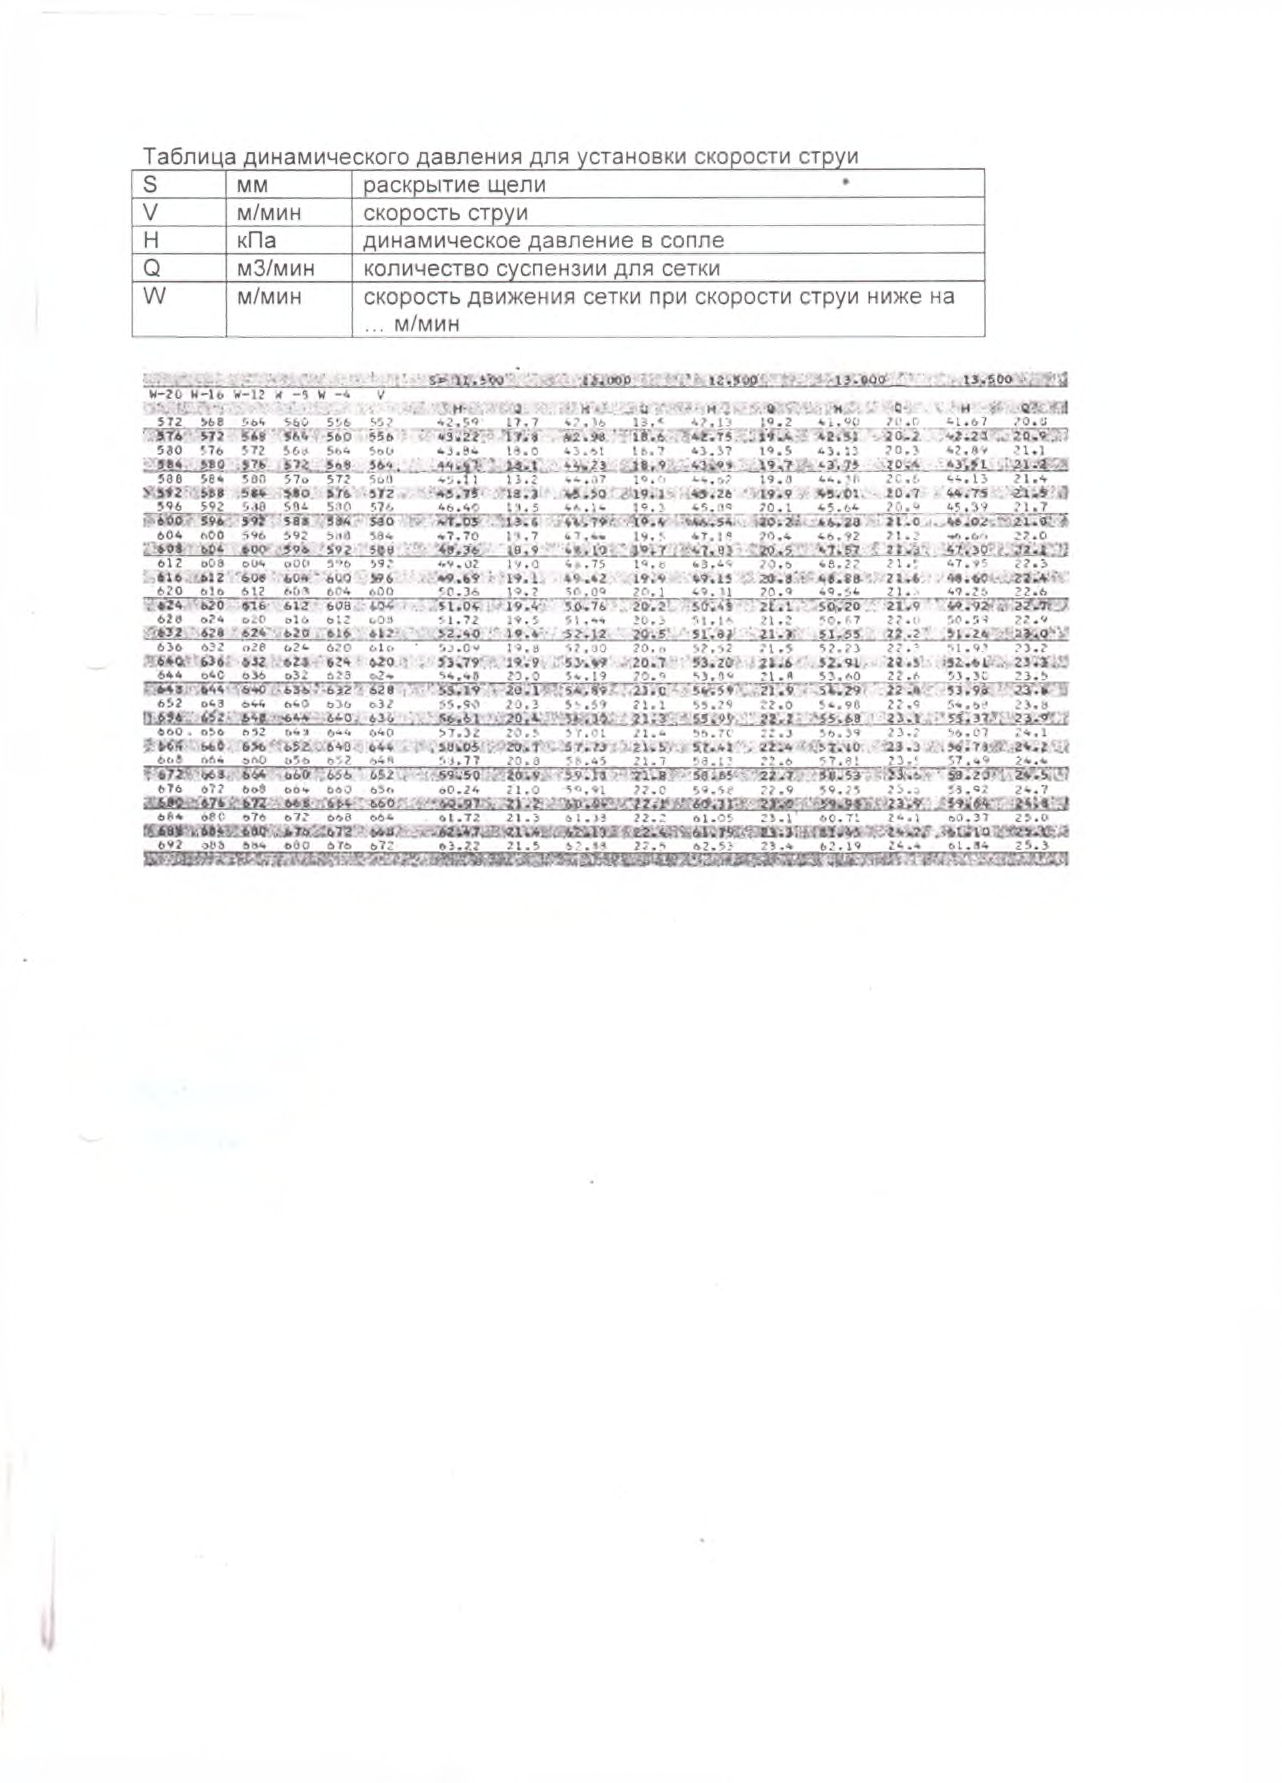 Таблица динамического давления для установки скорости струи
S мм раскрытие щели
V м/мин скорость струи
H кПа динамическое давление в сопле
Q м3/мин количество суспензии для сетки
W м/мин скорость движения сетки при скорости струи ниже на
... м/мин
S= 11.500 12.000 12.500 13.000 13.500
W-20 W-16 W-12 W -4 V
H Q H Q H Q H Q H Q
572 568 564 560 556 552 42.59 17.7 42.36 42.13 19.2 41.90 20.0 41.67 20.8
576 572 568 564 560 556 43.22 17.8 42.98 18.6 42.75 19.4 42.51 20.2 20.9
580 576 572 568 564 560 43.84 18.0 43.61 18.7 43.37 19.5 43.13 20.3 42.89 21.1
584 580 576 572 568 564 44.47 18.1 44.23 18.9 43.99 19.7 43.75 20.4 43.51 21.2
588 584 580 576 572 568 45.11 44.87 44.62 19.8 44.38 20.6 44.13 21.4
592 588 584 580 576 572 45.75 18.3 45.50 19.1 45.26 19.9 45.01 20.7 44.75 21.5
596 592 588 584 580 576 46.40 46.14 19.3 45.89 20.1 45.64 20.9 45.39 21.7
600 596 592 588 584 580 47.05 46.79 19.4 46.54 20.2 46.28 21.0 46.02
604 600 596 592 588 584 47.70 47.44 19.5 47.18 20.4 46.92 21.2 22.0
608 604 600 596 592 588 48.36 18.9 48.10 19.7 47.83 20.5 47.57 21.3 47.30 22.2
612 608 604 600 596 592 49.02 19.0 48.75 19.8 20.6 48.22 21.5 47.95 22.3
616 612 608 604 600 596 49.69 19.1 49.42 19.9 49.15 20.8 48.88 21.6 48.60 22.4
620 616 612 608 604 600 50.36 19.2 50.09 20.1 20.9 49.54 49.26 22.6
624 620 616 612 608 604 51.04 19.4 50.76 20.2 50.48 21.1 50.20 21.9 49.92
628 624 620 616 612 608 51.72 19.5 51.44 20.3 51.16 21.2 50.87 22.0 50.59 22.9
632 628 624 620 616 612 52.40 52.12 20.5 21.3 51.55 22.2 51.26 23.0
636 632 628 624 620 616 53.09 19.8 52.80 20.6 52.52 21.5 52.23 51.93 23.2
640 636 632 628 624 620 53.79 19.9 53.49 20.7 53.20 21.6 52.91 22.5 52.61 23.3
644 640 636 632 628 624 54.48 20.0 54.19 20.9 53.89 21.8 53.60 22.6 53.30 23.5
648 644 640 636 632 628 55.19 20.1 54.89 54.59 21.9 54.29 53.98 23.6
652 648 644 640 636 632 55.90 20.3 55.59 21.1 55.29 22.0 54.98 22.9 54.68 23.8
656 652 648 644 640 636 56.61 20.4 56.30 21.3 55.99 22.2 55.68 23.1 55.37 23.9
660 656 652 648 644 640 57.32 20.5 57.01 21.4 56.70 22.3 56.39 23.2 56.07 24.1
664 660 656 652 648 644 58.05 20.7 57.73 21.5 57.41 22.4 57.10 23.3 56.78 24.2
668 664 660 656 652 648 58.77 20.8 58.45 21.7 58.13 22.6 57.81 23.5 57.49 24.4
672 668 664 660 656 652 59.50 20.9 59.18 21.8 58.85 22.7 58.53 23.6 58.20 24.5
676 672 668 664 660 656 60.24 21.0 59.91 22.0 59.58 22.9 59.25 58.92 24.7
680 676 672 668 664 660 60.97 21.2 60.64 22.1 60.31 23.0 59.98 23.9 59.64 24.8
684 680 676 672 668 664 61.72 21.3 61.38 22.2 61.05 23.1 60.71 24.1 60.37 25.0
688 684 680 676 672 668 62.47 21.4 62.13 22.4 61.79 23.3 61.45 24.2 61.10
692 688 684 680 676 672 63.22 21.5 62.88 22.5 62.53 23.4 62.19 24.4 61.84 25.3